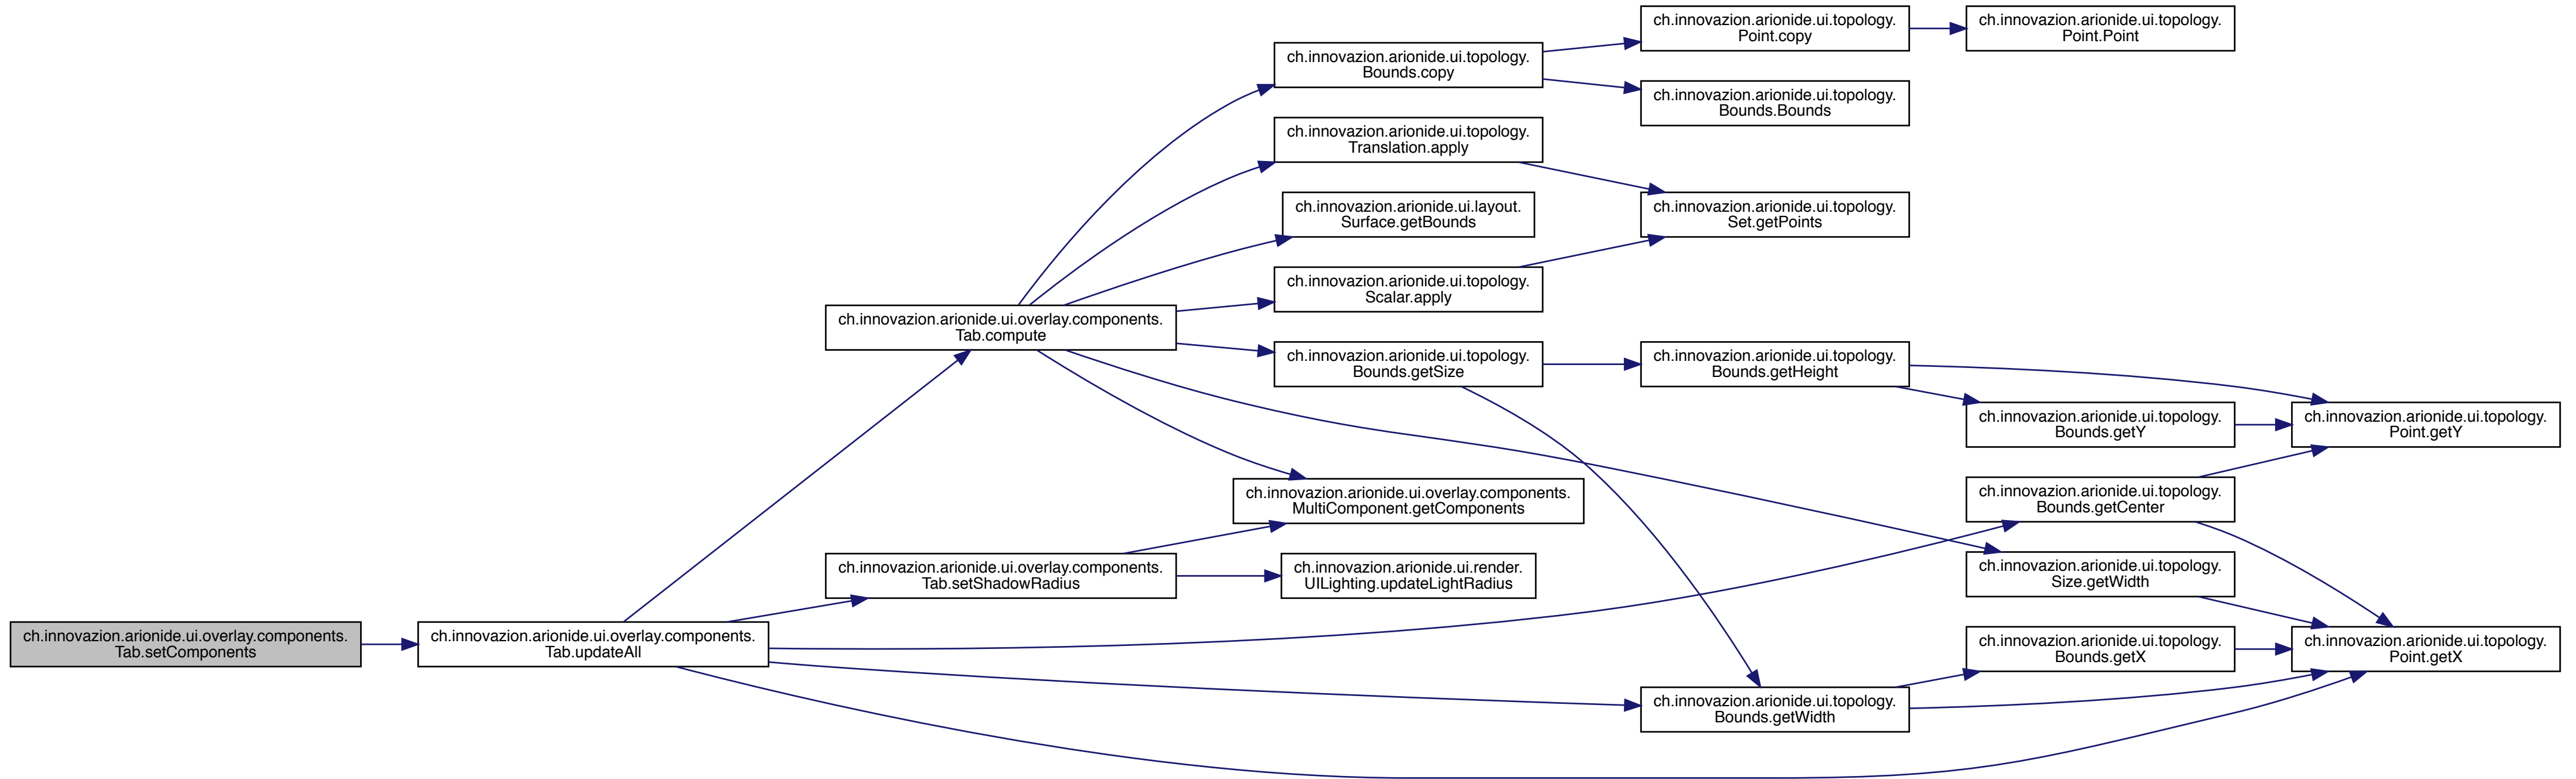 ch.innovazion.arionide.ui.overlay.components.
Tab.setComponents
ch.innovazion.arionide.ui.overlay.components.
Tab.updateAll
ch.innovazion.arionide.ui.overlay.components.
Tab.compute
ch.innovazion.arionide.ui.overlay.components.
Tab.setShadowRadius
ch.innovazion.arionide.ui.topology.
Bounds.copy
ch.innovazion.arionide.ui.topology.
Translation.apply
ch.innovazion.arionide.ui.layout.
Surface.getBounds
ch.innovazion.arionide.ui.topology.
Scalar.apply
ch.innovazion.arionide.ui.topology.
Bounds.getSize
ch.innovazion.arionide.ui.overlay.components.
MultiComponent.getComponents
ch.innovazion.arionide.ui.render.
UILighting.updateLightRadius
ch.innovazion.arionide.ui.topology.
Point.copy
ch.innovazion.arionide.ui.topology.
Bounds.Bounds
ch.innovazion.arionide.ui.topology.
Set.getPoints
ch.innovazion.arionide.ui.topology.
Bounds.getHeight
ch.innovazion.arionide.ui.topology.
Bounds.getWidth
ch.innovazion.arionide.ui.topology.
Point.Point
ch.innovazion.arionide.ui.topology.
Bounds.getY
ch.innovazion.arionide.ui.topology.
Bounds.getCenter
ch.innovazion.arionide.ui.topology.
Size.getWidth
ch.innovazion.arionide.ui.topology.
Bounds.getX
ch.innovazion.arionide.ui.topology.
Point.getY
ch.innovazion.arionide.ui.topology.
Point.getX